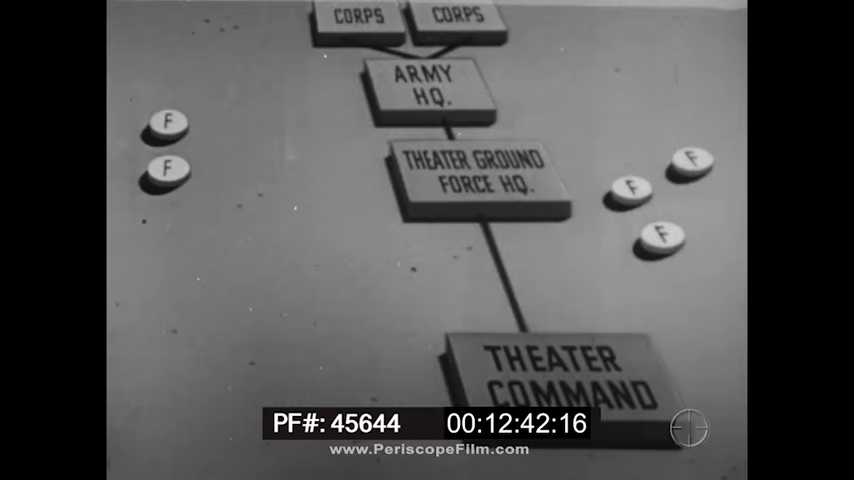 CORPS
CORPS
ARMY
HQ.
THEATER GROUND
FORCE HQ.
F
F
F
F
F
THEATER
COMMAND
PF#: 45644
00:12:42:16
www.PeriscopeFilm.com